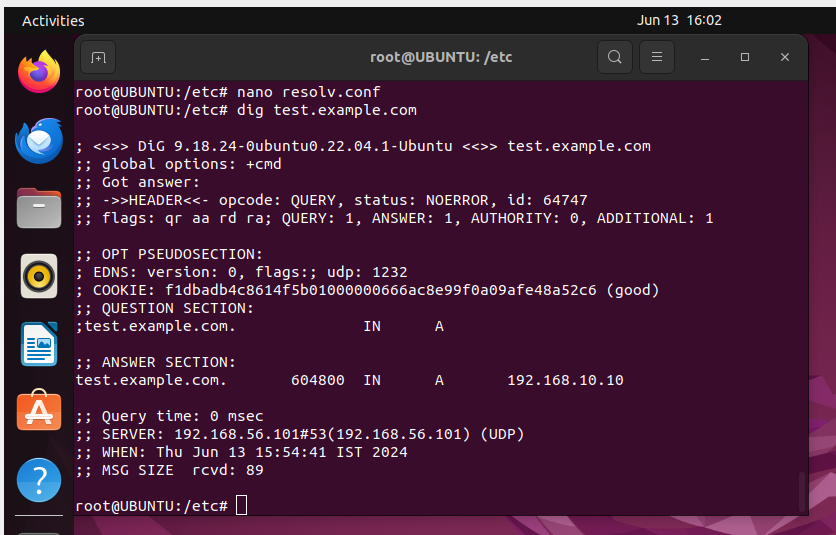 Activities
Jun 13 16:02
root@UBUNTU: /etc
root@UBUNTU:/etc# nano resolv.conf
root@UBUNTU:/etc# dig test.example.com
; <<>> DiG 9.18.24-0ubuntu0.22.04.1-Ubuntu <<>> test.example.com
;; global options: +cmd
;; Got answer:
;; ->>HEADER<<- opcode: QUERY, status: NOERROR, id: 64747
;; flags: qr aa rd ra; QUERY: 1, ANSWER: 1, AUTHORITY: 0, ADDITIONAL: 1
;; OPT PSEUDOSECTION:
; EDNS: version: 0, flags:; udp: 1232
; COOKIE: f1dbadb4c8614f5b01000000666ac8e99f0a09afe48a52c6 (good)
;; QUESTION SECTION:
;test.example.com. IN A
;; ANSWER SECTION:
test.example.com. 604800 IN A 192.168.10.10
;; Query time: 0 msec
;; SERVER: 192.168.56.101#53(192.168.56.101) (UDP)
;; WHEN: Thu Jun 13 15:54:41 IST 2024
;; MSG SIZE rcvd: 89
root@UBUNTU:/etc#